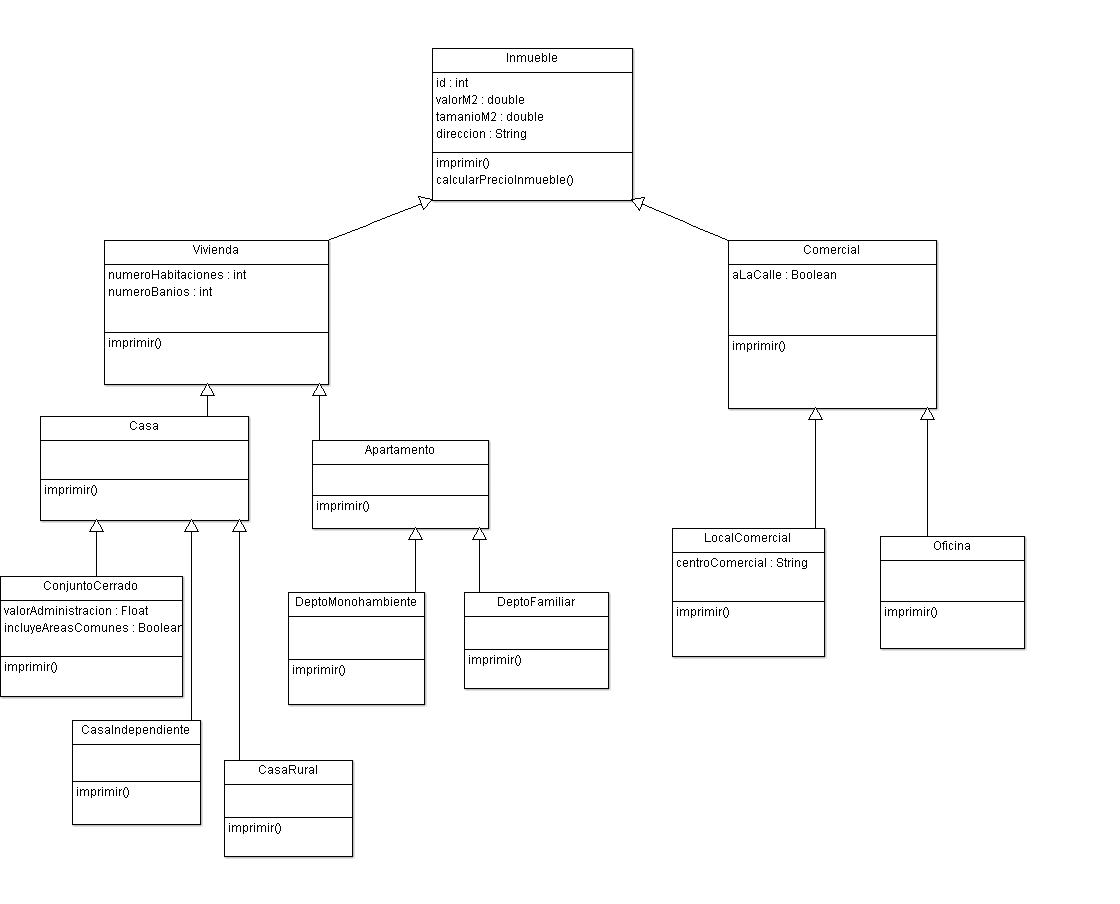 Inmueble
id : int
valorM2 : double
tamanioM2 : double
direccion : String
imprimir()
calcularPrecioInmueble()
Vivienda
numeroHabitaciones : int
numeroBanios : int
imprimir()
Comercial
aLaCalle : Boolean
imprimir()
Casa
imprimir()
Apartamento
imprimir()
ConjuntoCerrado
valorAdministracion : Float
incluyeAreasComunes : Boolean
imprimir()
DeptoMonohambiente
imprimir()
DeptoFamiliar
imprimir()
LocalComercial
centroComercial : String
imprimir()
Oficina
imprimir()
CasaIndependiente
imprimir()
CasaRural
imprimir()